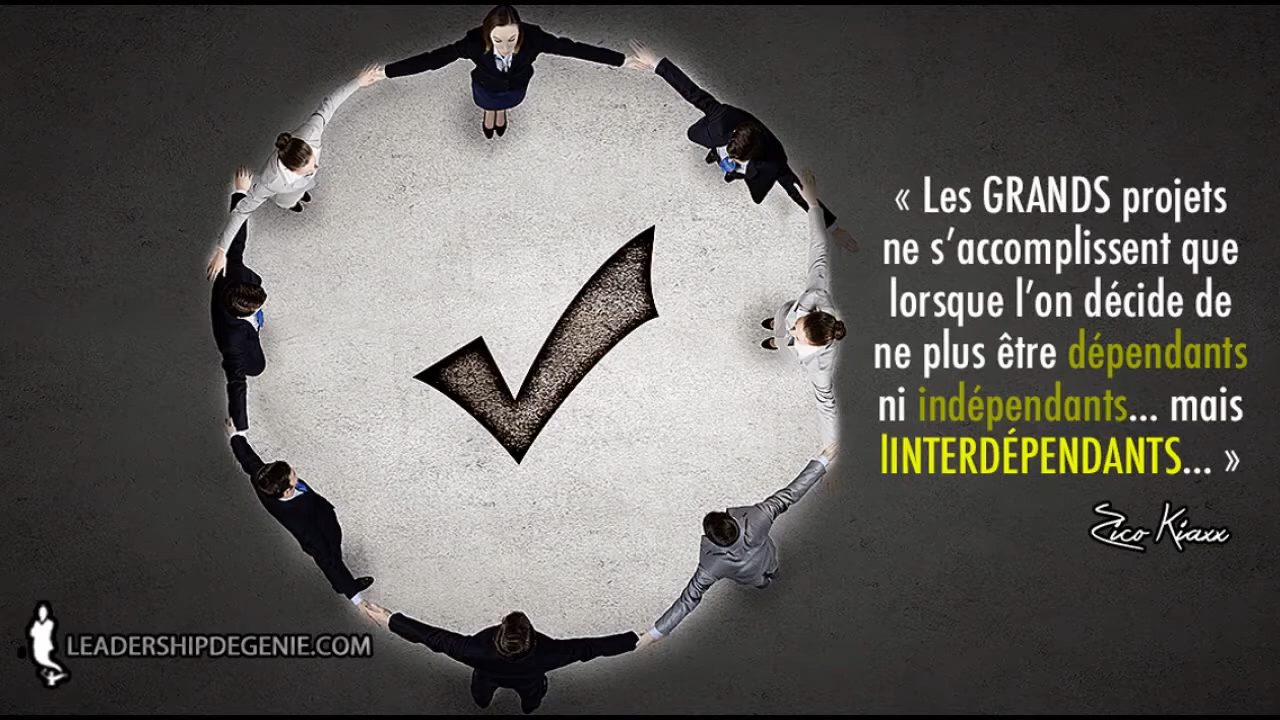 « Les GRANDS projets
ne s’accomplissent que
lorsque l’on décide de
ne plus être dépendants
ni indépendants... mais
IINTERDÉPENDANTS... »
Zico Kiaxx
LEADERSHIPDEGENIE.COM